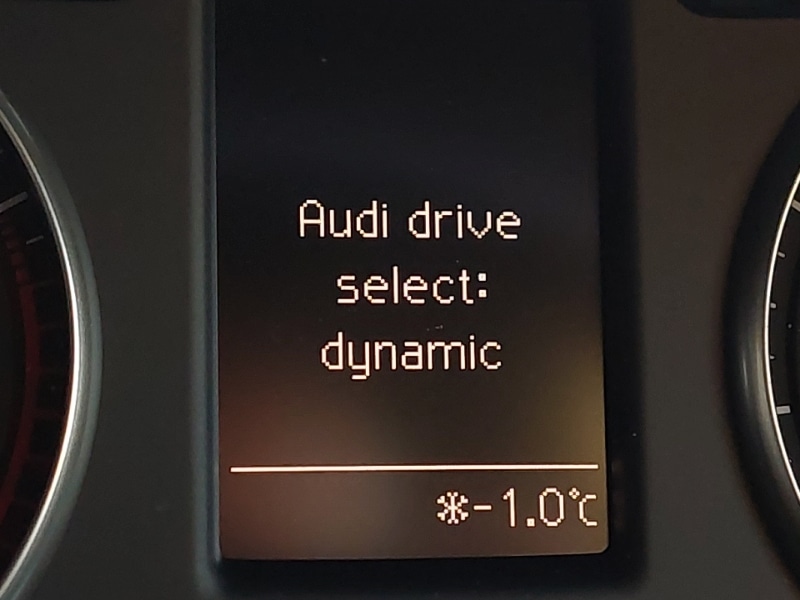 Audi drive
select:
dynamic
❄-1.0°C